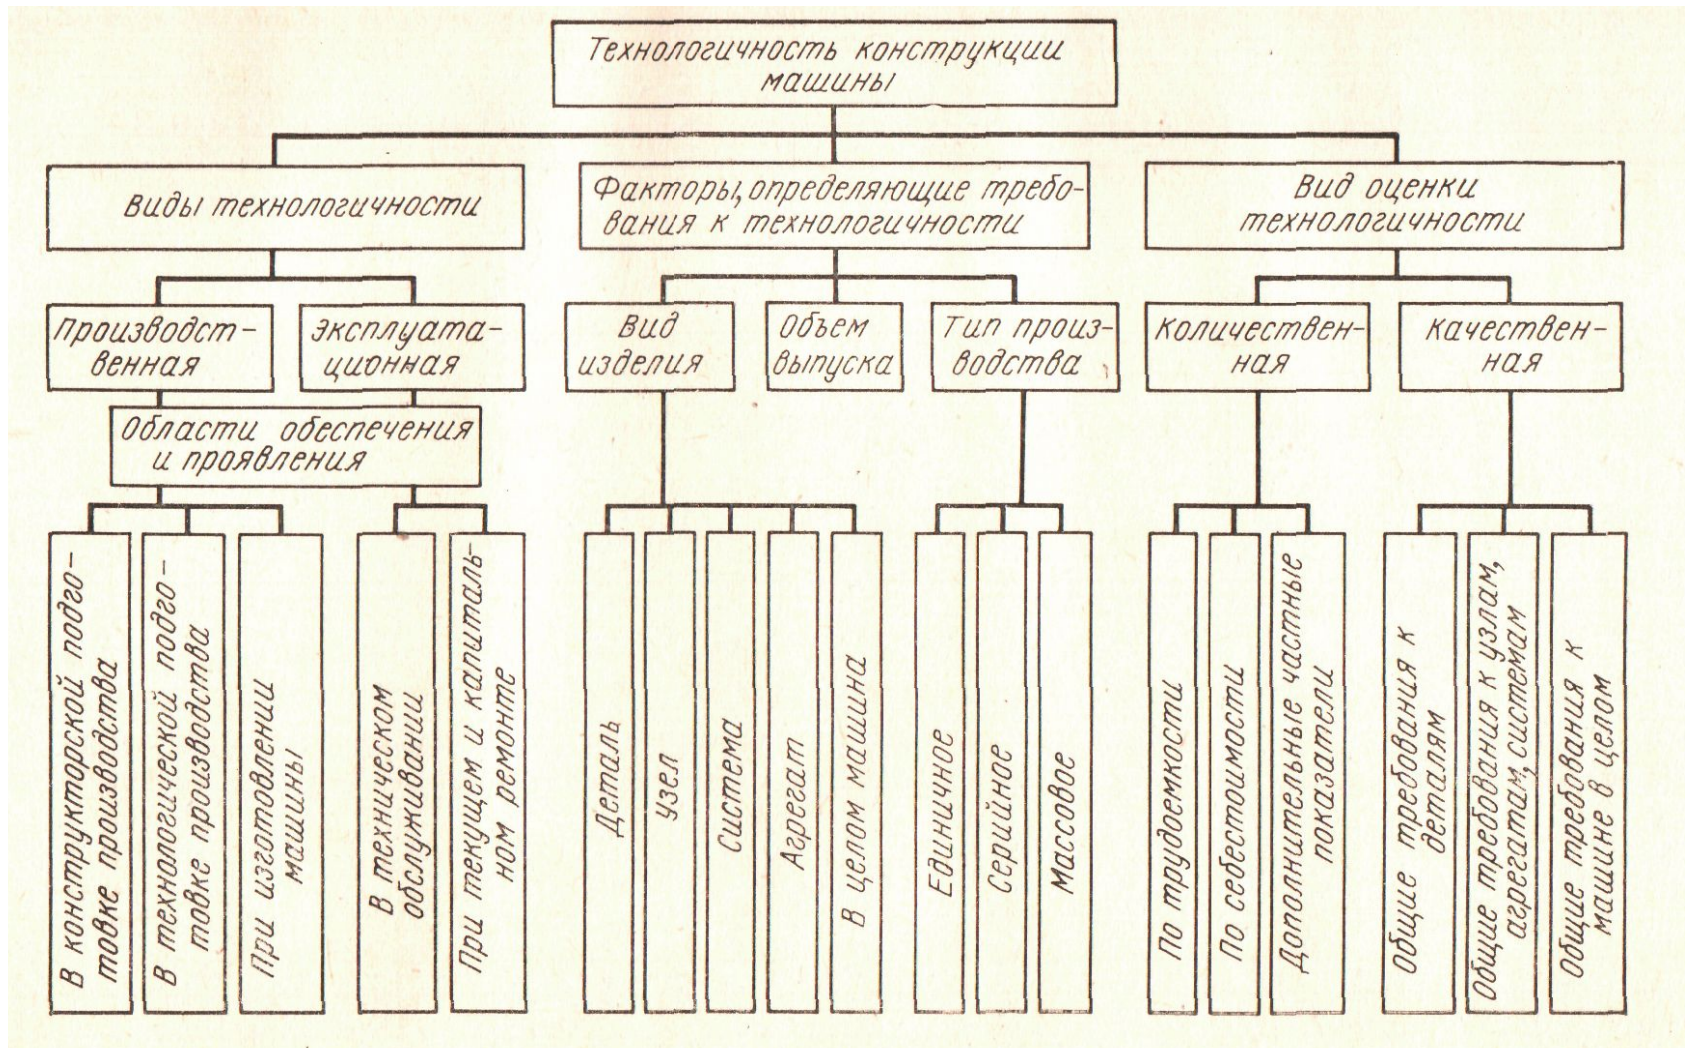 Технологичность конструкции
машины
Виды технологичности
Факторы, определяющие требо-
вания к технологичности
Вид оценки
технологичности
Производст-
венная
Эксплуата-
ционная
Вид
изделия
Объем
выпуска
Тип произ-
водства
Количествен-
ная
Качествен-
ная
Области обеспечения
и проявления
В конструкторской подго-
товке производства
В технологической подго-
товке производства
При изготовлении
машины
В техническом
обслуживании
При текущем и капиталь-
ном ремонте
Деталь
Узел
Система
Агрегат
В целом машина
Единичное
Серийное
Массовое
По трудоемкости
По себестоимости
Дополнительные частные
показатели
Общие требования к
деталям
Общие требования к узлам,
агрегатам, системам
Общие требования к
машине в целом